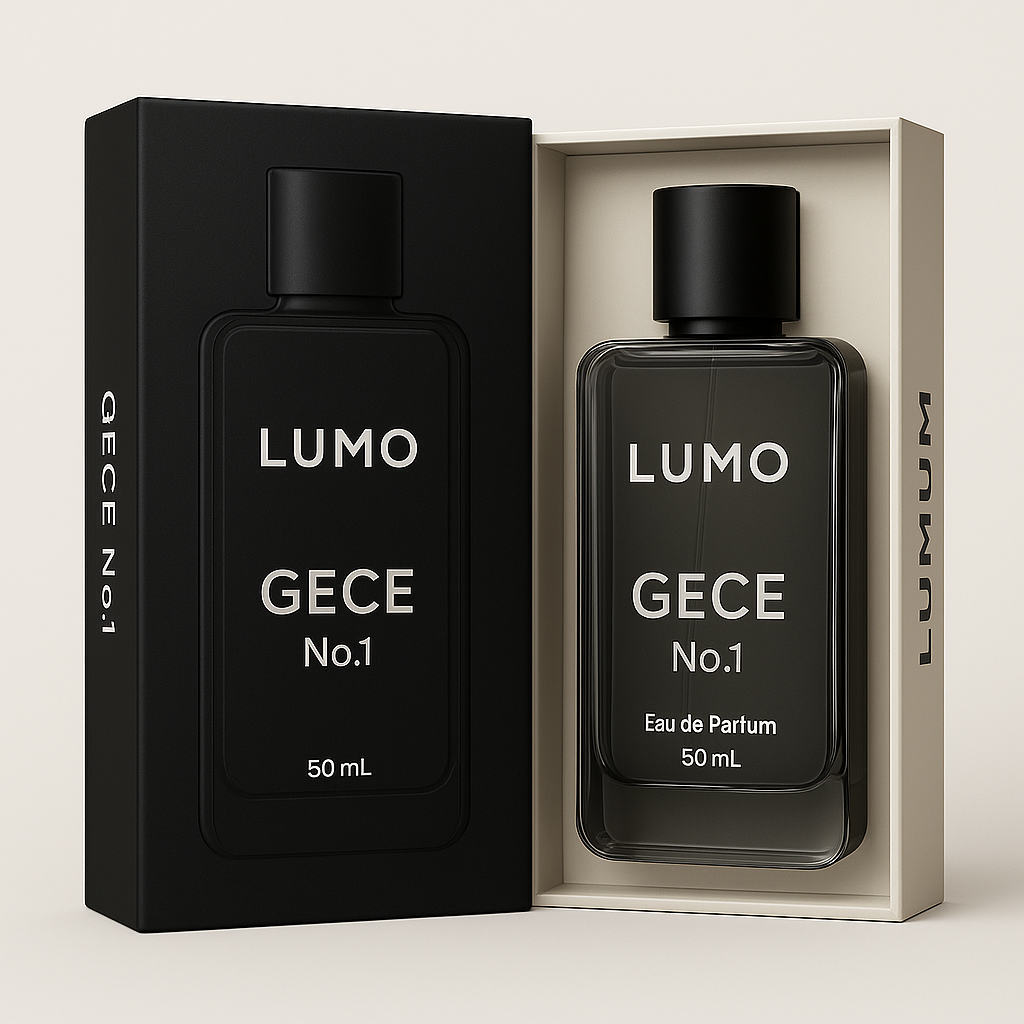 GECE No.1
LUMO
GECE
No.1
50 mL
LUMO
GECE
No.1
Eau de Parfum
50 mL
LUMUM